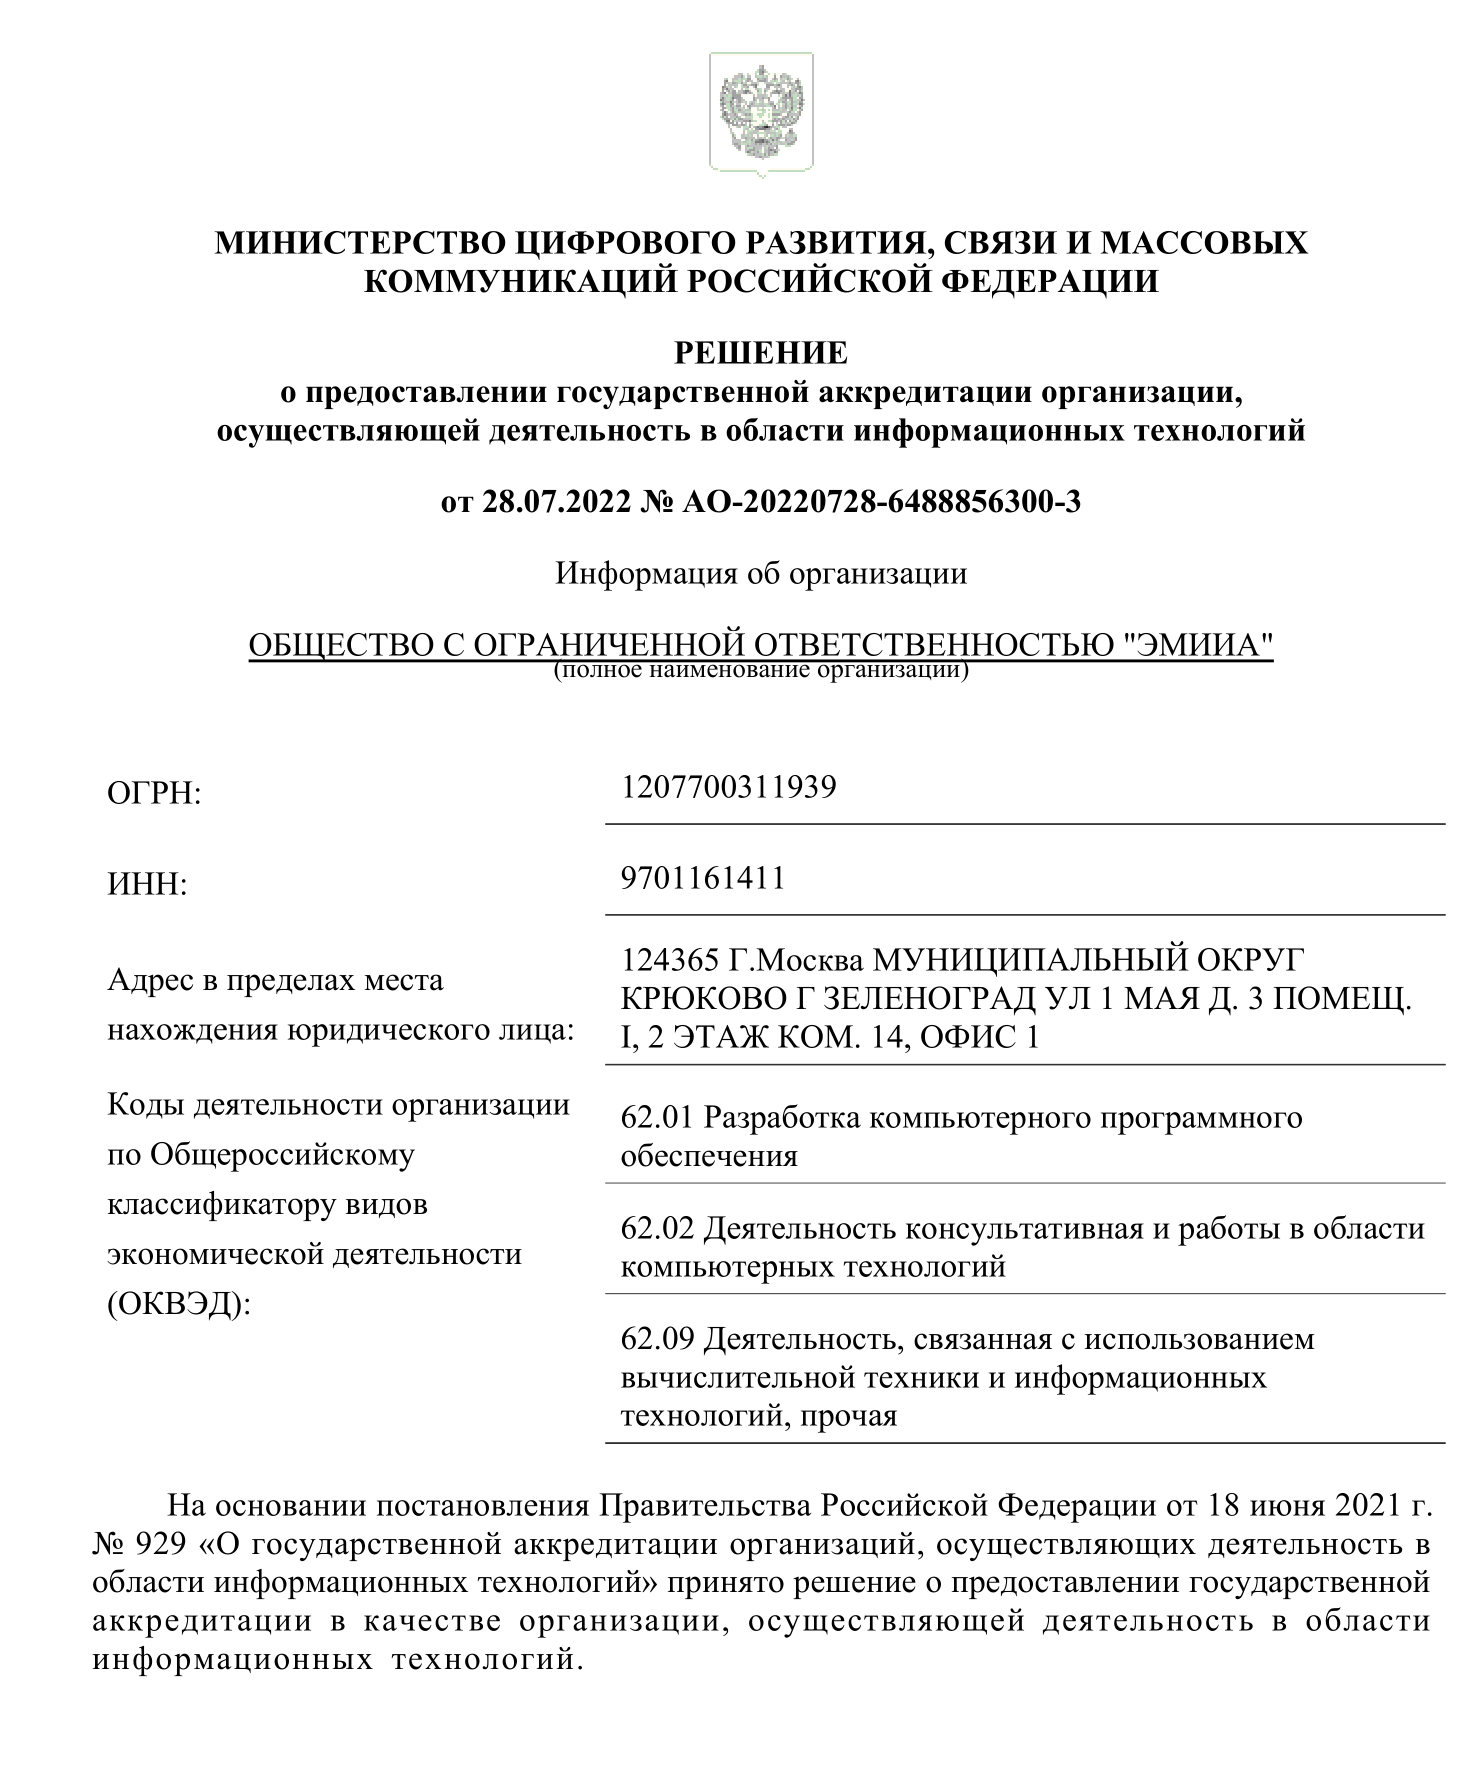 МИНИСТЕРСТВО ЦИФРОВОГО РАЗВИТИЯ, СВЯЗИ И МАССОВЫХ
КОММУНИКАЦИЙ РОССИЙСКОЙ ФЕДЕРАЦИИ
РЕШЕНИЕ
о предоставлении государственной аккредитации организации,
осуществляющей деятельность в области информационных технологий
от 28.07.2022 № АО-20220728-6488856300-3
Информация об организации
ОБЩЕСТВО С ОГРАНИЧЕННОЙ ОТВЕТСТВЕННОСТЬЮ "ЭМИИА"
(полное наименование организации)
ОГРН:
1207700311939
ИНН:
9701161411
Адрес в пределах места
нахождения юридического лица:
124365 Г.Москва МУНИЦИПАЛЬНЫЙ ОКРУГ
КРЮКОВО Г ЗЕЛЕНОГРАД УЛ 1 МАЯ Д. 3 ПОМЕЩ.
I, 2 ЭТАЖ КОМ. 14, ОФИС 1
Коды деятельности организации
по Общероссийскому
классификатору видов
экономической деятельности
(ОКВЭД):
62.01 Разработка компьютерного программного
обеспечения
62.02 Деятельность консультативная и работы в области
компьютерных технологий
62.09 Деятельность, связанная с использованием
вычислительной техники и информационных
технологий, прочая
На основании постановления Правительства Российской Федерации от 18 июня 2021 г.
№ 929 «О государственной аккредитации организаций, осуществляющих деятельность в
области информационных технологий» принято решение о предоставлении государственной
аккредитации в качестве организации, осуществляющей деятельность в области
информационных технологий.